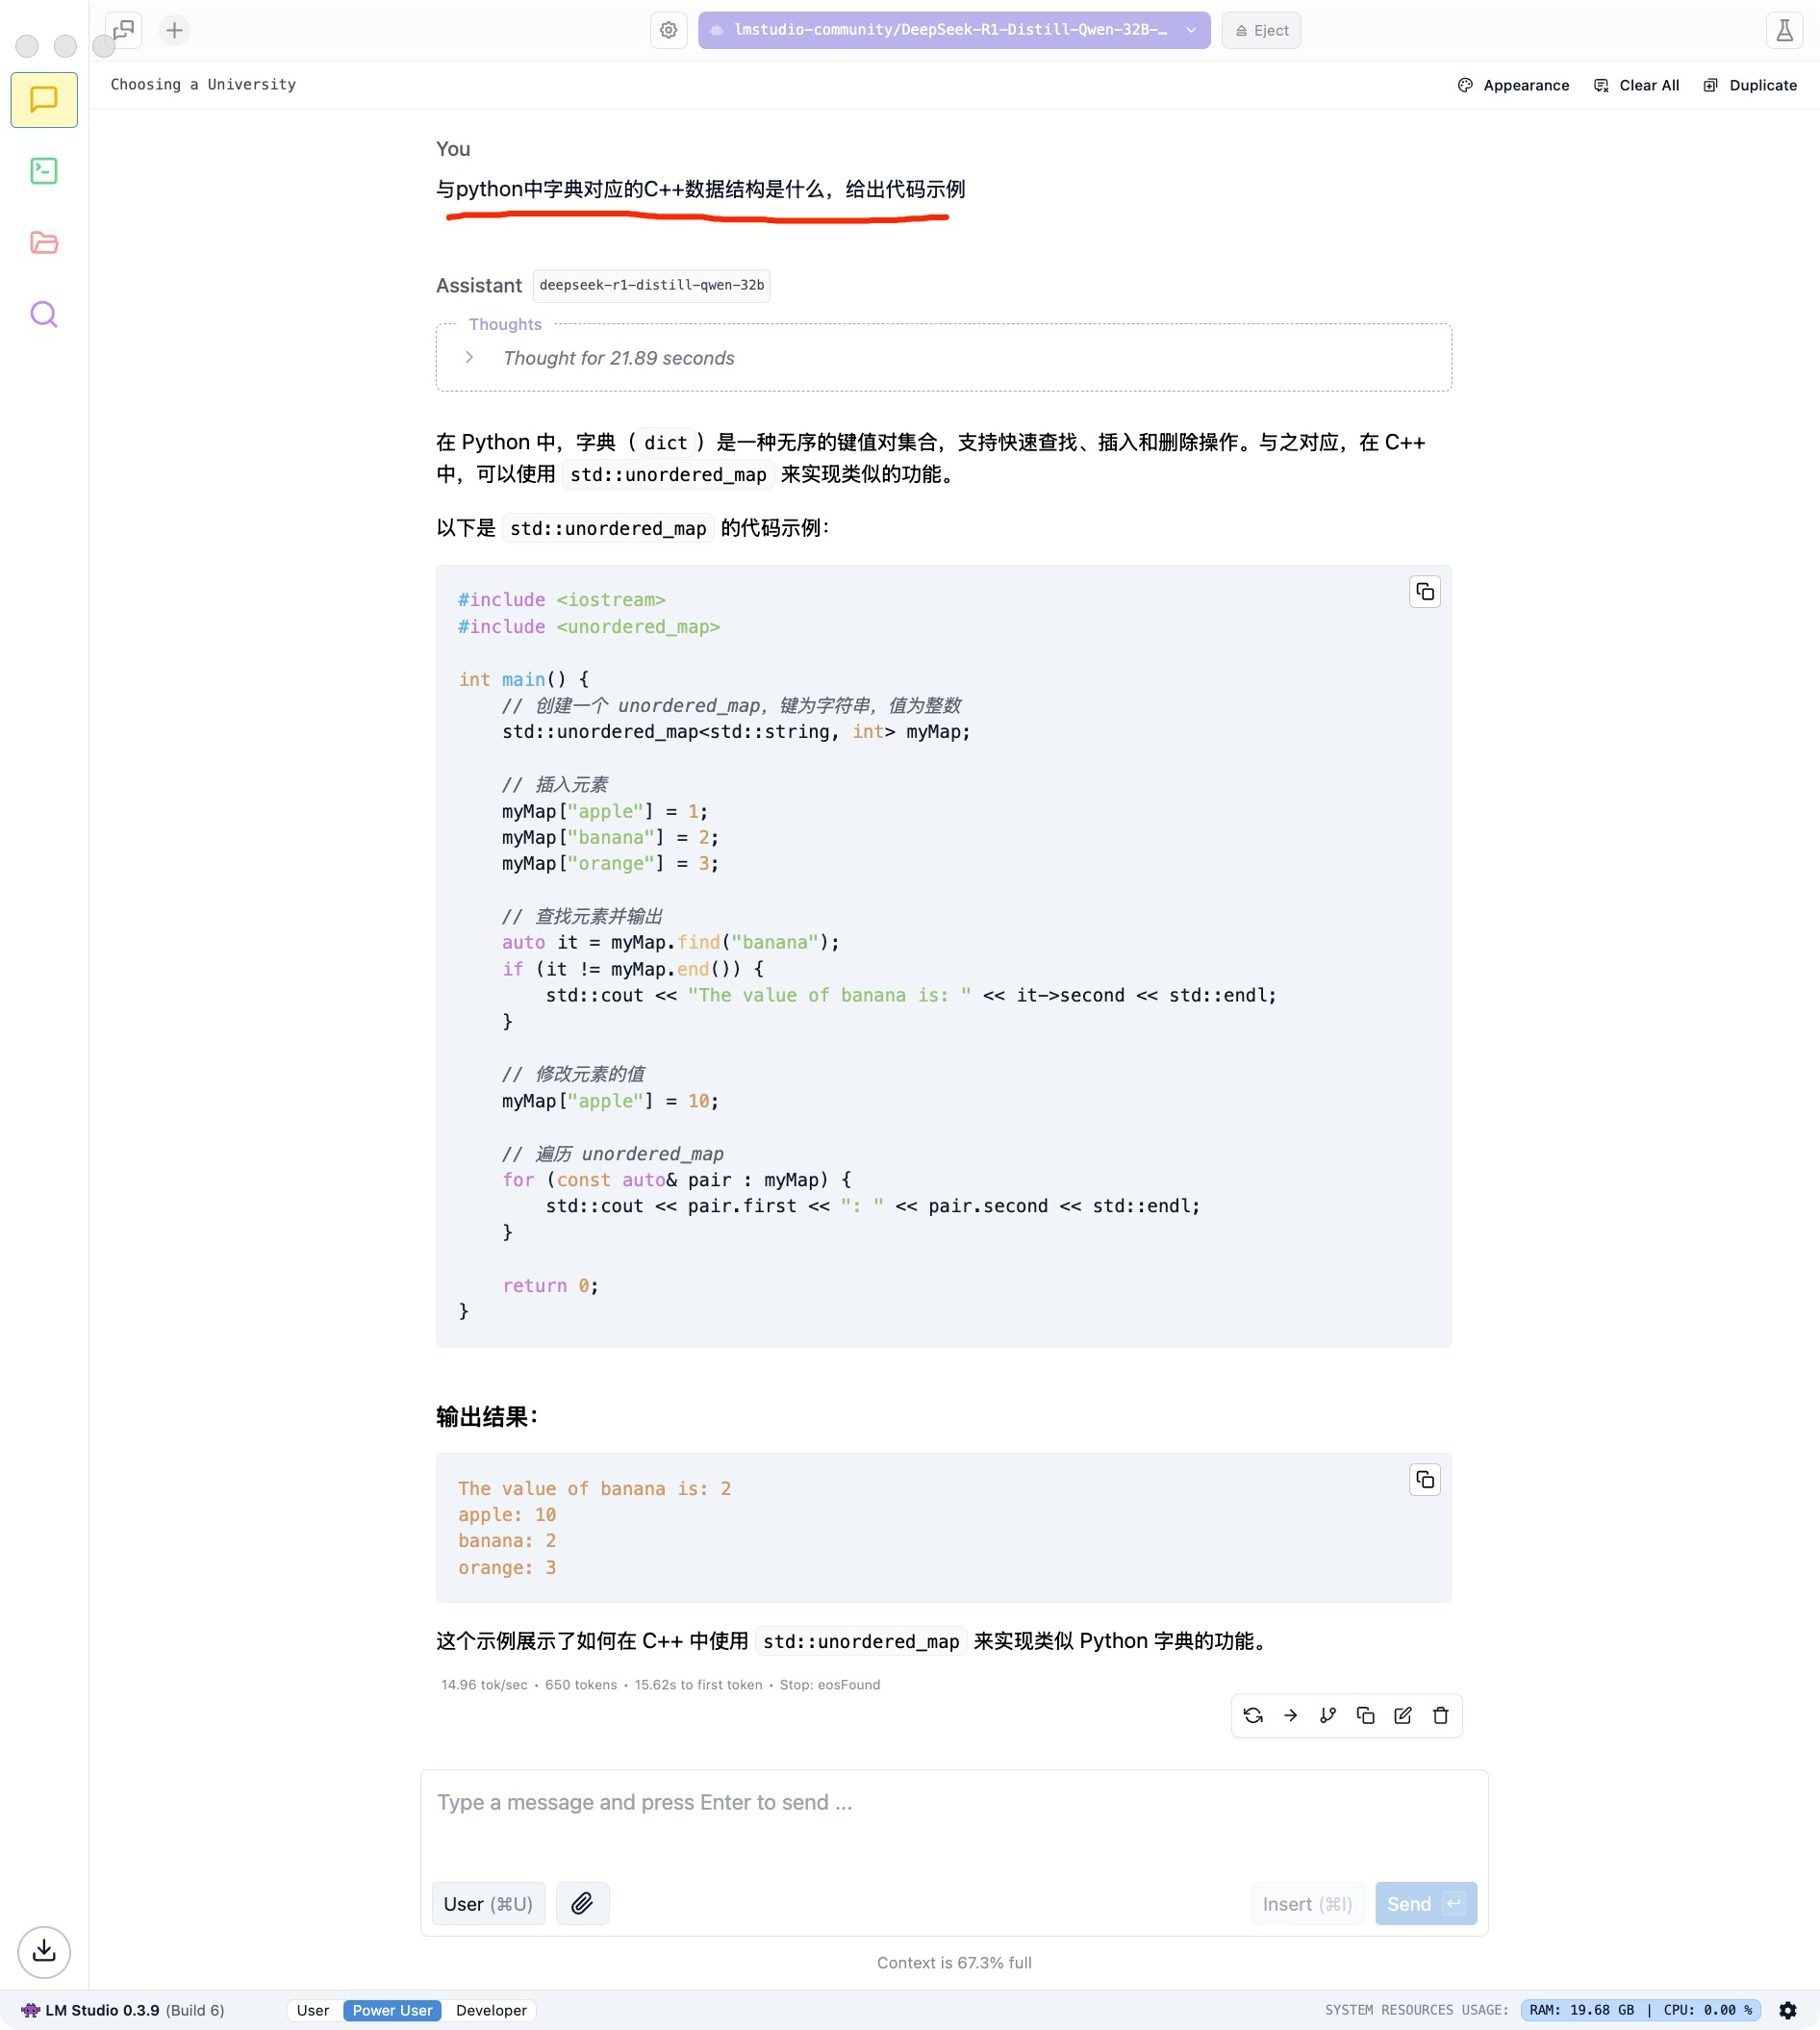 lmstudio-community/DeepSeek-R1-Distill-Qwen-32B-…
Eject
Choosing a University
Appearance
Clear All
Duplicate
You
与python中字典对应的C++数据结构是什么，给出代码示例
Assistant deepseek-r1-distill-qwen-32b
Thoughts
Thought for 21.89 seconds
在 Python 中，字典（ dict ）是一种无序的键值对集合，支持快速查找、插入和删除操作。与之对应，在 C++
中，可以使用 std::unordered_map 来实现类似的功能。
以下是 std::unordered_map 的代码示例：
#include <iostream>
#include <unordered_map>
int main() {
// 创建一个 unordered_map，键为字符串，值为整数
std::unordered_map<std::string, int> myMap;
// 插入元素
myMap["apple"] = 1;
myMap["banana"] = 2;
myMap["orange"] = 3;
// 查找元素并输出
auto it = myMap.find("banana");
if (it != myMap.end()) {
std::cout << "The value of banana is: " << it->second << std::endl;
}
// 修改元素的值
myMap["apple"] = 10;
// 遍历 unordered_map
for (const auto& pair : myMap) {
std::cout << pair.first << ": " << pair.second << std::endl;
}
return 0;
}
输出结果：
The value of banana is: 2
apple: 10
banana: 2
orange: 3
这个示例展示了如何在 C++ 中使用 std::unordered_map 来实现类似 Python 字典的功能。
14.96 tok/sec • 650 tokens • 15.62s to first token • Stop: eosFound
Type a message and press Enter to send ...
User (⌘U)
Insert (⌘I)
Send
Context is 67.3% full
LM Studio 0.3.9 (Build 6)
User
Power User
Developer
SYSTEM RESOURCES USAGE:
RAM: 19.68 GB | CPU: 0.00 %